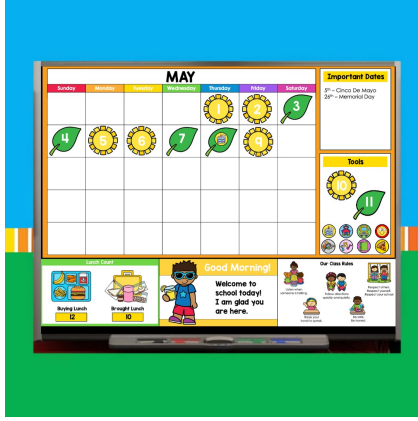 MAY
Sunday Monday Tuesday Wednesday Thursday Friday Saturday
1 2 3
4 5 6 7 9
Important Dates
5th - Cinco De Mayo
26th - Memorial Day
Tools
10
11
Lunch Count
Buying Lunch
12
Brought Lunch
10
Good Morning!
Welcome to
school today!
I am glad you
are here.
Our Class Rules